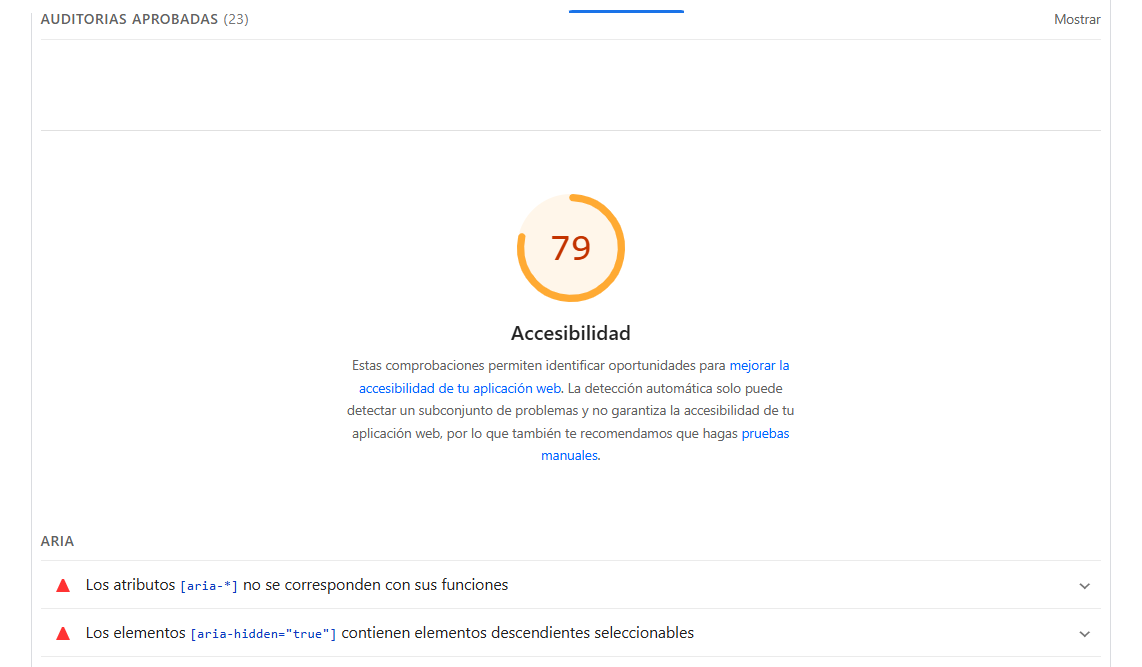 AUDITORIAS APROBADAS (23)
Mostrar
79
Accesibilidad
Estas comprobaciones permiten identificar oportunidades para mejorar la
accesibilidad de tu aplicación web. La detección automática solo puede
detectar un subconjunto de problemas y no garantiza la accesibilidad de tu
aplicación web, por lo que también te recomendamos que hagas pruebas
manuales.
ARIA
Los atributos [aria-*] no se corresponden con sus funciones
Los elementos [aria-hidden="true"] contienen elementos descendientes seleccionables